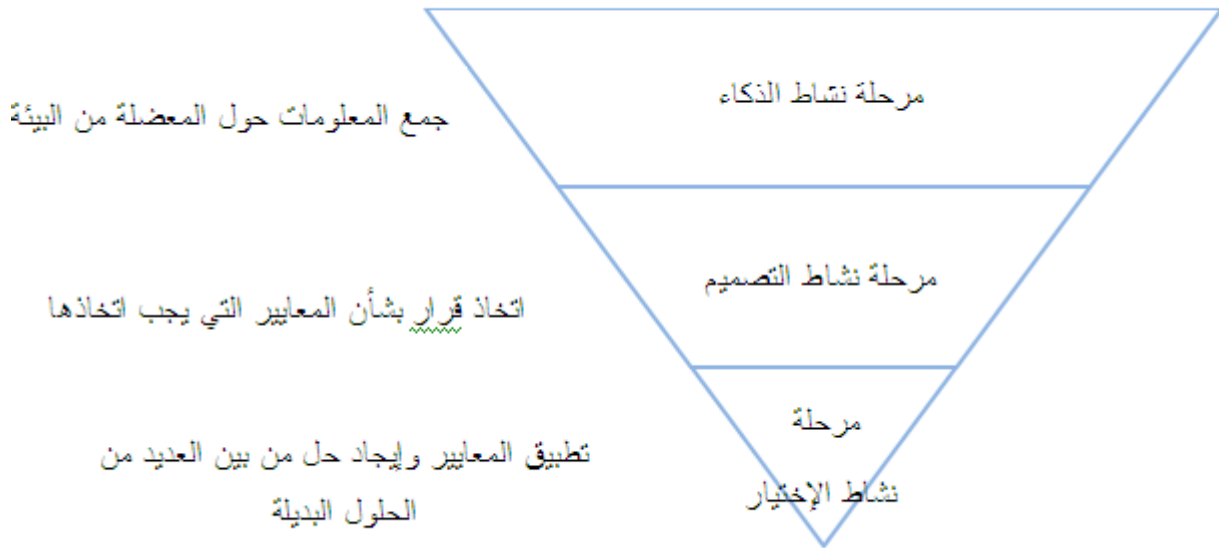 مرحلة نشاط الذكاء
جمع المعلومات حول المعضلة من البيئة
مرحلة نشاط التصميم
اتخاذ قرار بشأن المعايير التي يجب اتخاذها
مرحلة
نشاط الإختيار
تطبيق المعايير وإيجاد حل من بين العديد من
الحلول البديلة